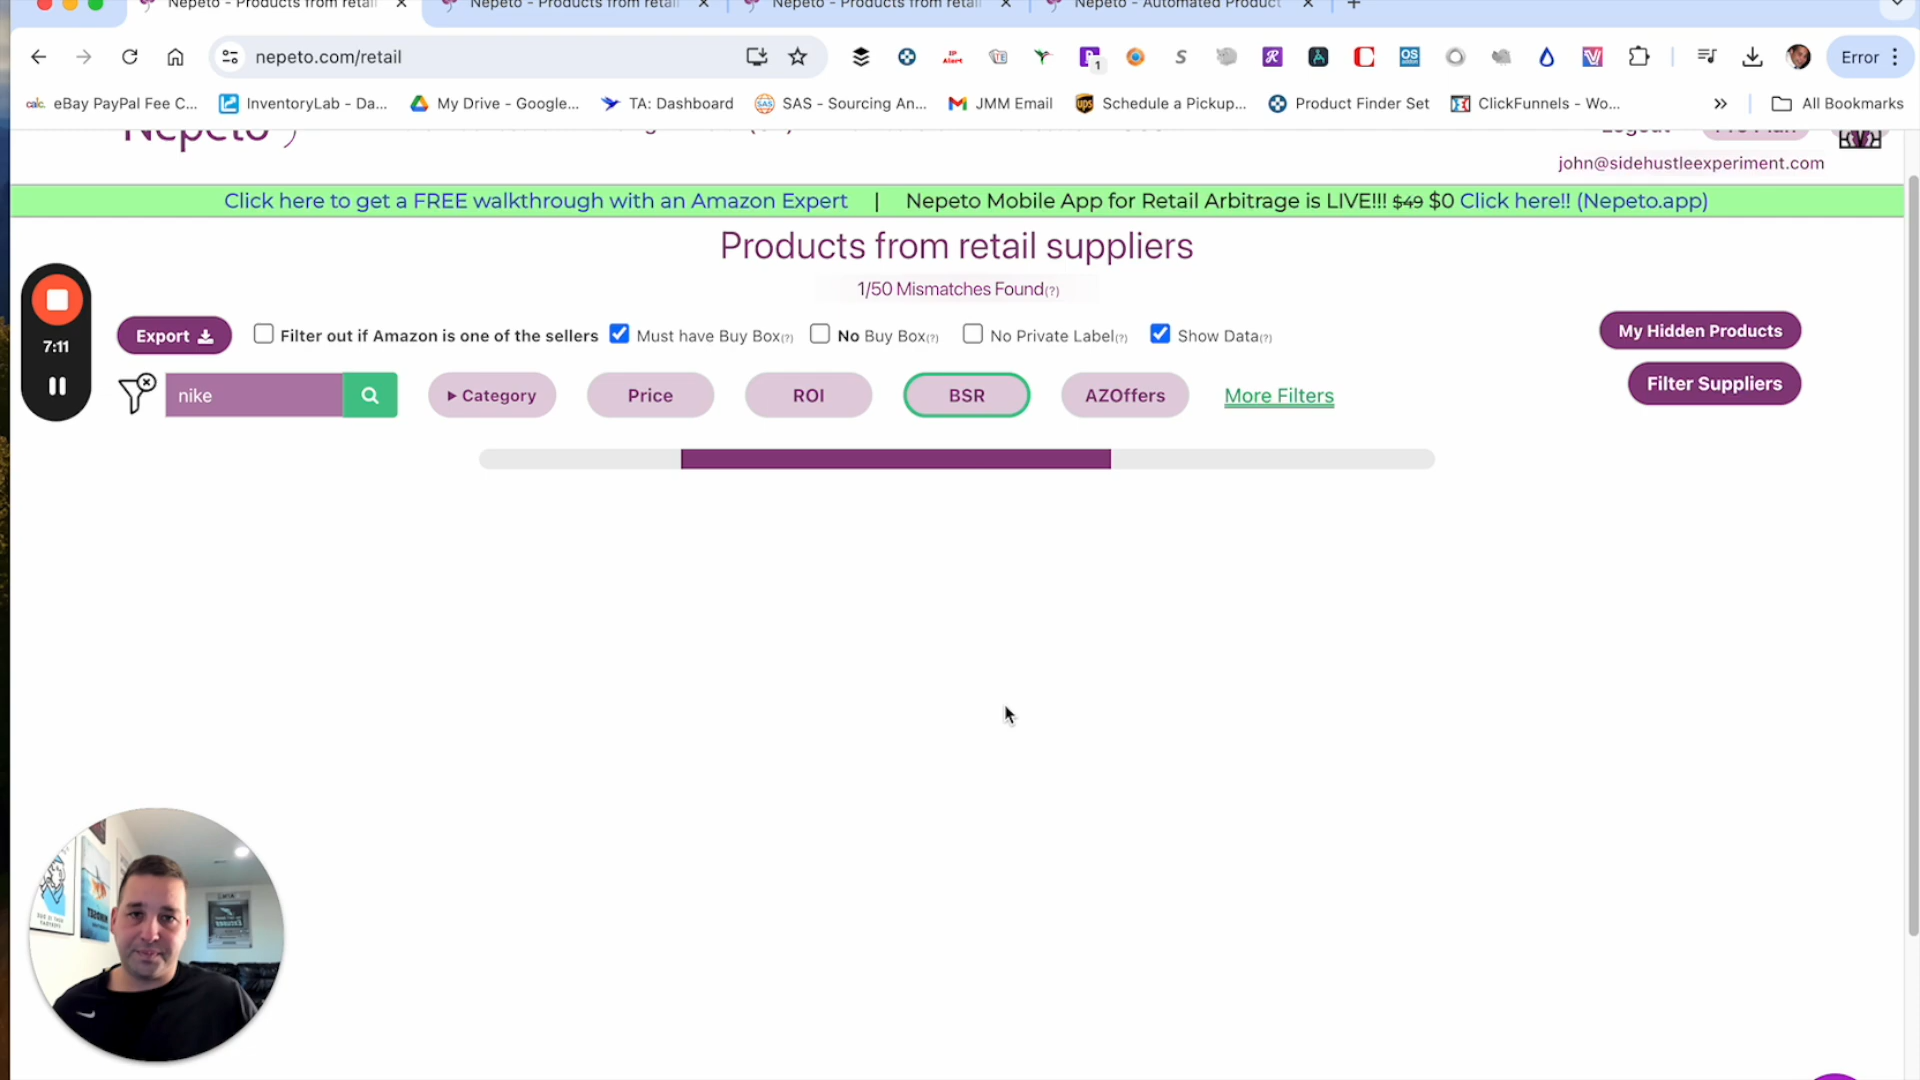 Nepeto - Products from retail
Nepeto - Products from retail
Nepeto - Products from retail
Nepeto - Automated Product
nepeto.com/retail
1
Error
eBay PayPal Fee C...
InventoryLab - Da...
My Drive - Google...
TA: Dashboard
SAS - Sourcing An...
JMM Email
Schedule a Pickup...
Product Finder Set
ClickFunnels - Wo...
All Bookmarks
Nepeto
Logout
Pro Plan
john@sidehustleexperiment.com
Click here to get a FREE walkthrough with an Amazon Expert | Nepeto Mobile App for Retail Arbitrage is LIVE!!! $49 $0 Click here!! (Nepeto.app)
Products from retail suppliers
1/50 Mismatches Found(?)
7:11
Export
Filter out if Amazon is one of the sellers
Must have Buy Box(?)
No Buy Box(?)
No Private Label(?)
Show Data(?)
My Hidden Products
nike
Category
Price
ROI
BSR
AZOffers
More Filters
Filter Suppliers